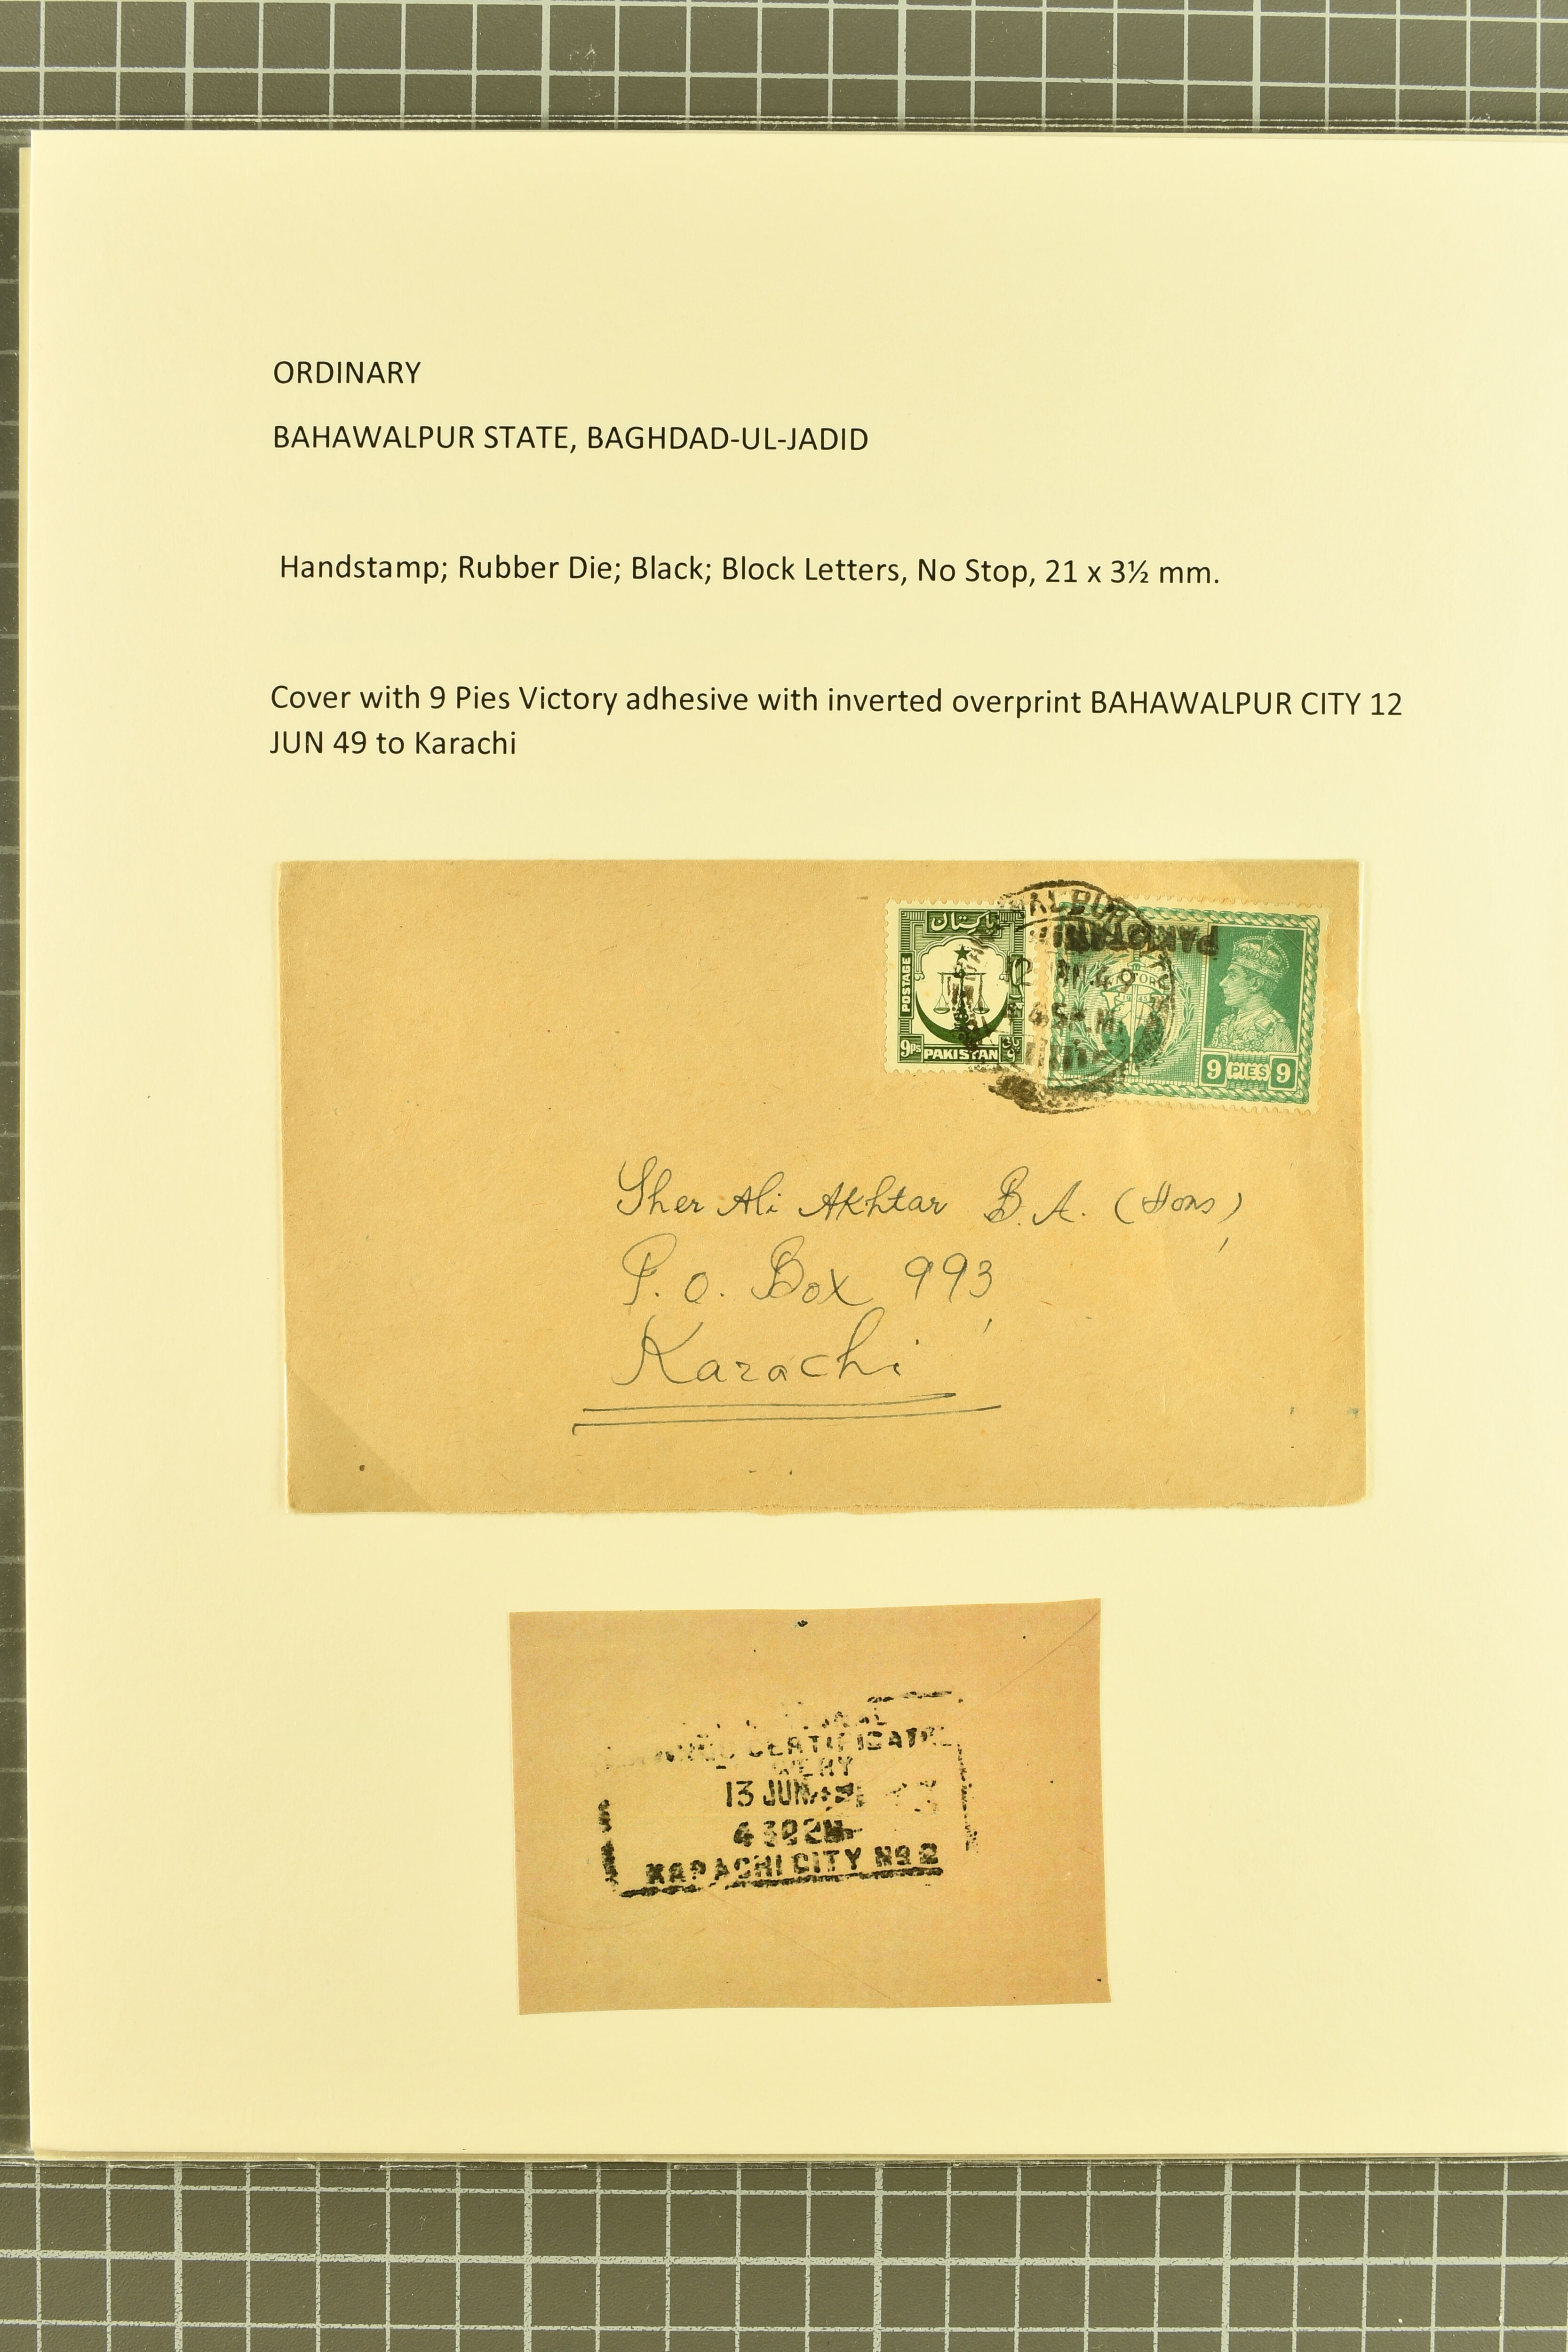 ORDINARY
BAHAWALPUR STATE, BAGHDAD-UL-JADID
Handstamp; Rubber Die; Black; Block Letters, No Stop, 21 x 3½ mm.
Cover with 9 Pies Victory adhesive with inverted overprint BAHAWALPUR CITY 12
JUN 49 to Karachi
پاکستان
POSTAGE
9ps PAKISTAN
PAKISTAN
9 PIES 9
Sher Ali Akhtar B.A. (Hons),
P.O. Box 993,
Karachi
CERTIFICATE
13 JUN
KARACHI CITY No 2